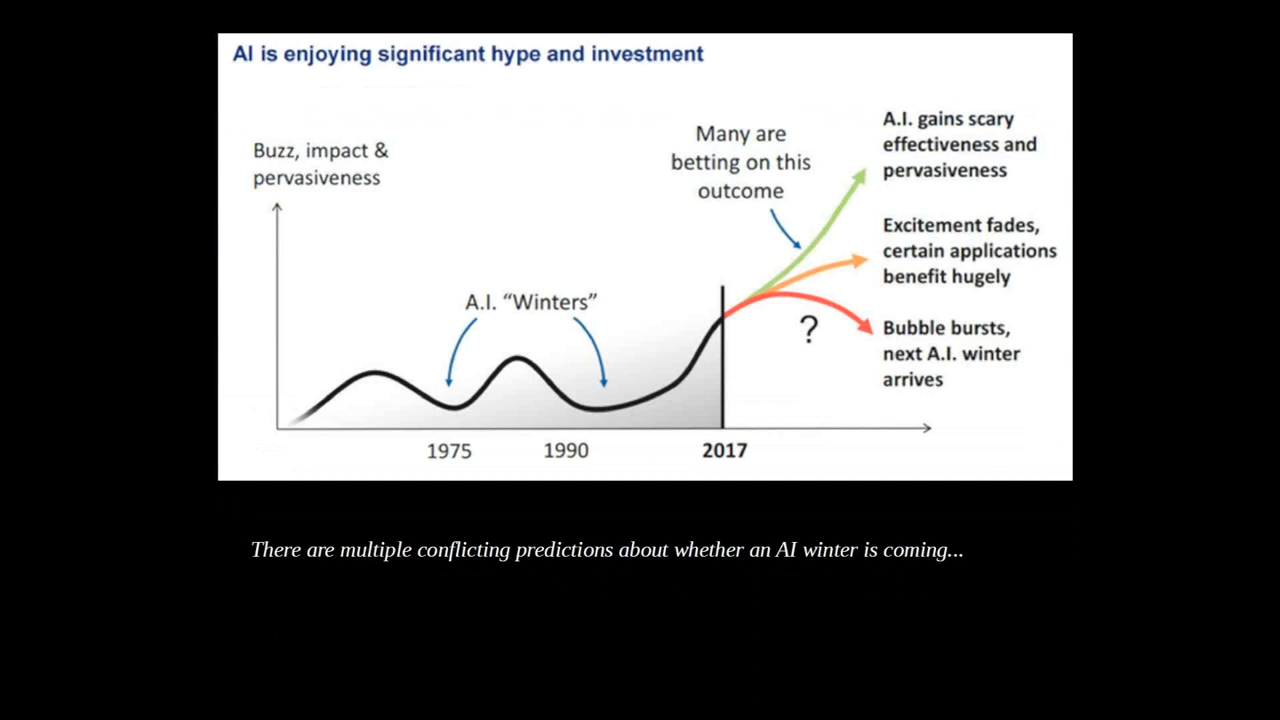 AI is enjoying significant hype and investment
Buzz, impact &
pervasiveness
Many are
betting on this
outcome
A.I. gains scary
effectiveness and
pervasiveness
Excitement fades,
certain applications
benefit hugely
A.I. “Winters”
?
Bubble bursts,
next A.I. winter
arrives
1975
1990
2017
There are multiple conflicting predictions about whether an AI winter is coming...